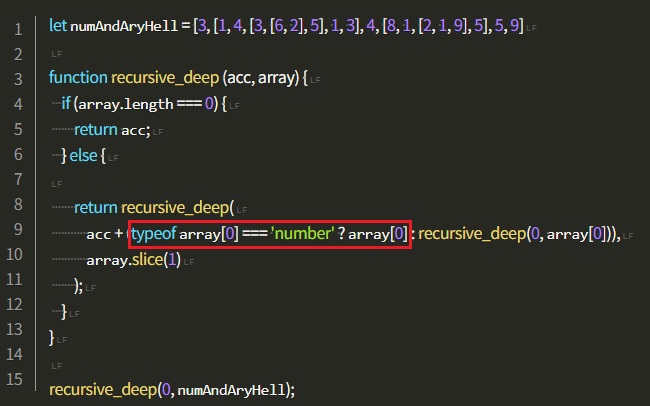 1 let numAndAryHell = [3, [1, 4, [3, [6, 2], 5], 1, 3], 4, [8, 1, [2, 1, 9], 5], 5, 9] LF
2 LF
3 function recursive_deep (acc, array) { LF
4 if (array.length === 0) { LF
5 return acc; LF
6 } else { LF
7 LF
8 return recursive_deep( LF
9 acc + (typeof array[0] === 'number' ? array[0] : recursive_deep(0, array[0])), LF
10 array.slice(1) LF
11 ); LF
12 } LF
13 } LF
14 LF
15 recursive_deep(0, numAndAryHell);